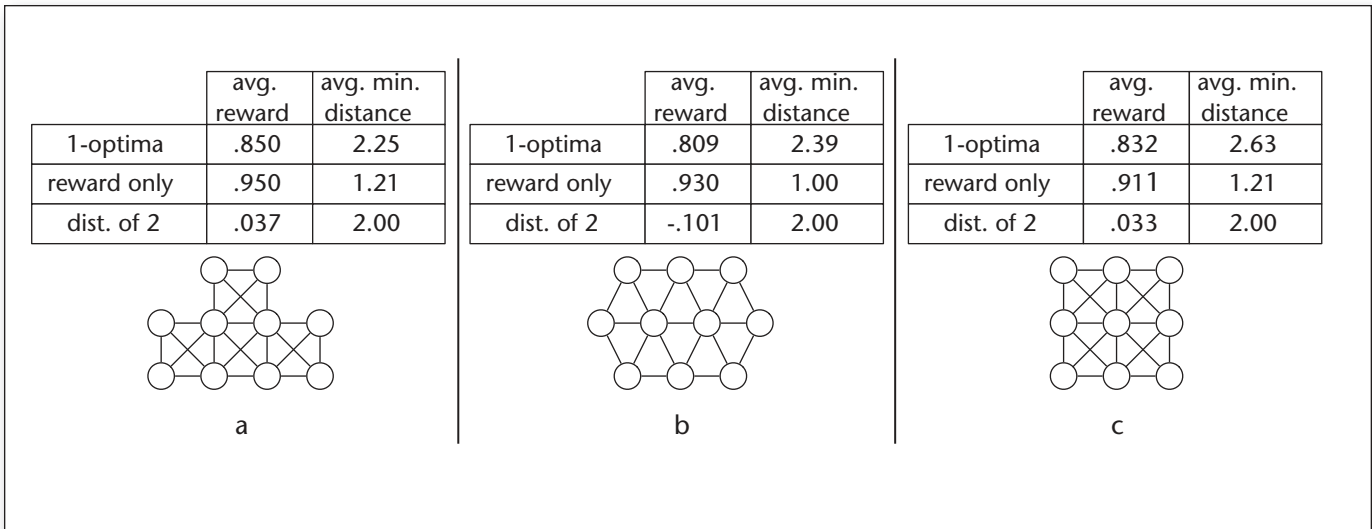 avg. avg. min.
reward distance
1-optima .850 2.25
reward only .950 1.21
dist. of 2 .037 2.00
a
avg. avg. min.
reward distance
1-optima .809 2.39
reward only .930 1.00
dist. of 2 -.101 2.00
b
avg. avg. min.
reward distance
1-optima .832 2.63
reward only .911 1.21
dist. of 2 .033 2.00
c